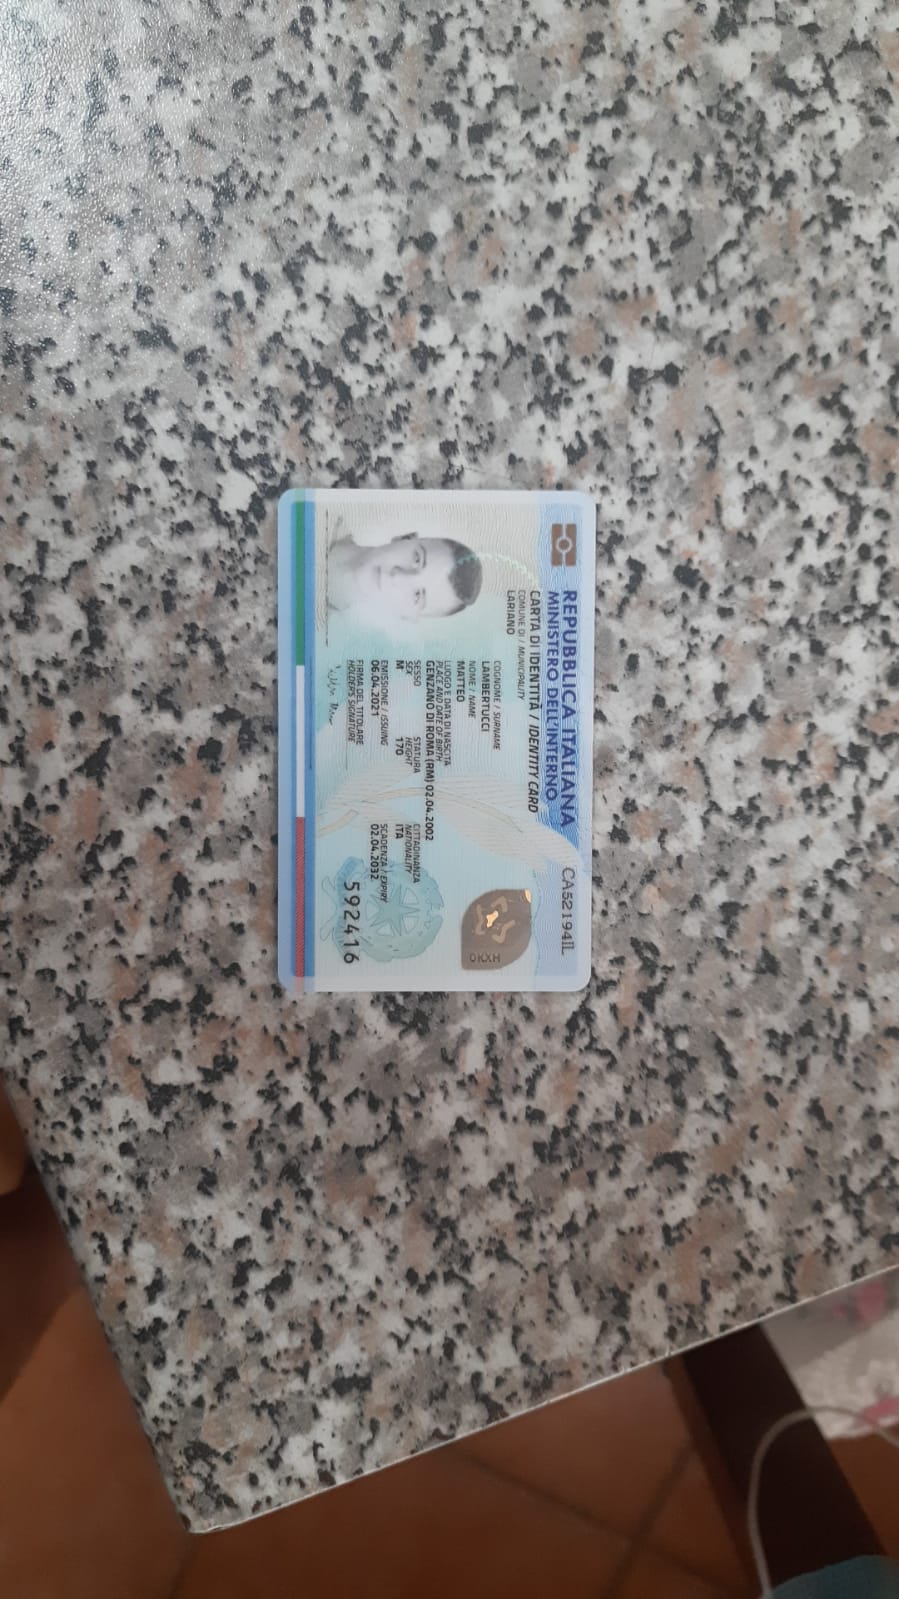 REPUBBLICA ITALIANA
MINISTERO DELL'INTERNO
CA52194IL
CARTA DI IDENTITÀ / IDENTITY CARD
COMUNE DI / MUNICIPALITY
LARIANO
COGNOME / SURNAME
LAMBERTUCCI
NOME / NAME
MATTEO
LUOGO E DATA DI NASCITA
PLACE AND DATE OF BIRTH
GENZANO DI ROMA (RM) 02.04.2002
SESSO STATURA CITTADINANZA
SEX HEIGHT NATIONALITY
M 170 ITA
EMISSIONE / ISSUING SCADENZA / EXPIRY
06.04.2021 02.04.2032
FIRMA DEL TITOLARE
HOLDER'S SIGNATURE
592416